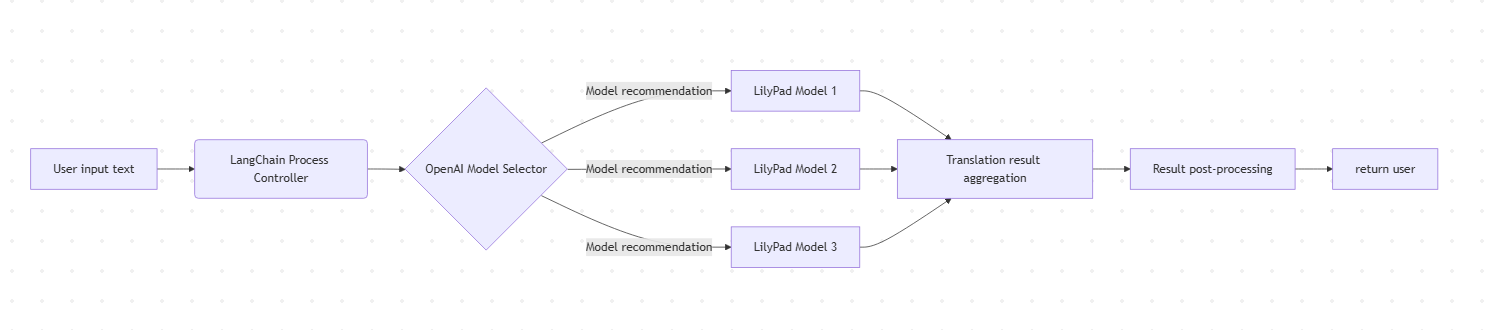 User input text
LangChain Process
Controller
OpenAI Model Selector
Model recommendation
LilyPad Model 1
Model recommendation
LilyPad Model 2
Model recommendation
LilyPad Model 3
Translation result
aggregation
Result post-processing
return user